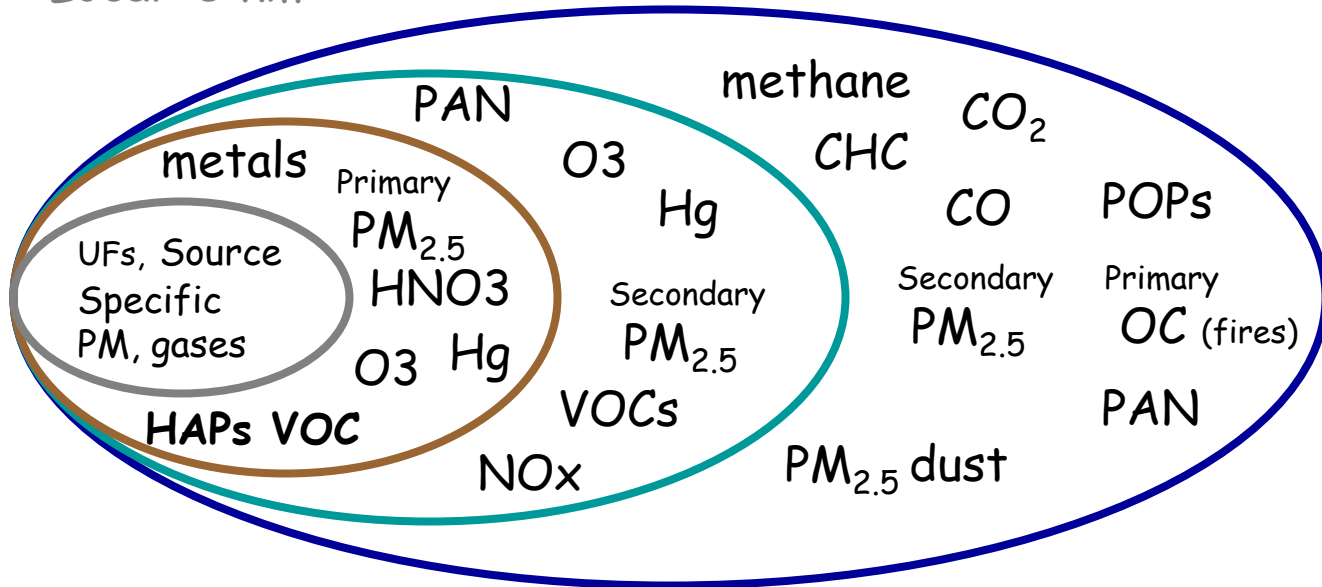 methane
CO₂
PAN
CHC
O3
metals
Primary
PM₂.₅
Hg
CO
POPs
UFs, Source
Specific
PM, gases
HNO3
Secondary
PM₂.₅
Secondary
PM₂.₅
Primary
OC (fires)
O3
Hg
VOCs
PAN
HAPs VOC
NOx
PM₂.₅ dust